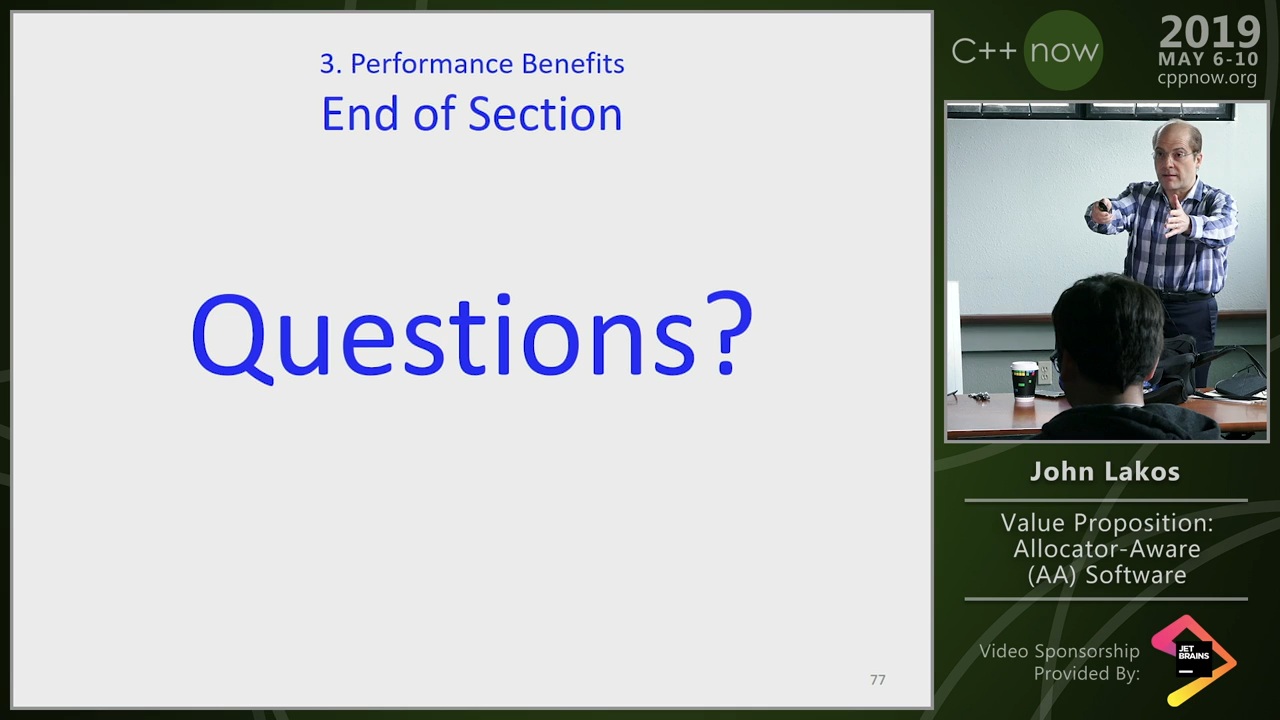 3. Performance Benefits
End of Section
Questions?
77
C++ now
2019
MAY 6-10
cppnow.org
John Lakos
Value Proposition:
Allocator-Aware
(AA) Software
Video Sponsorship
Provided By:
JET
BRAINS